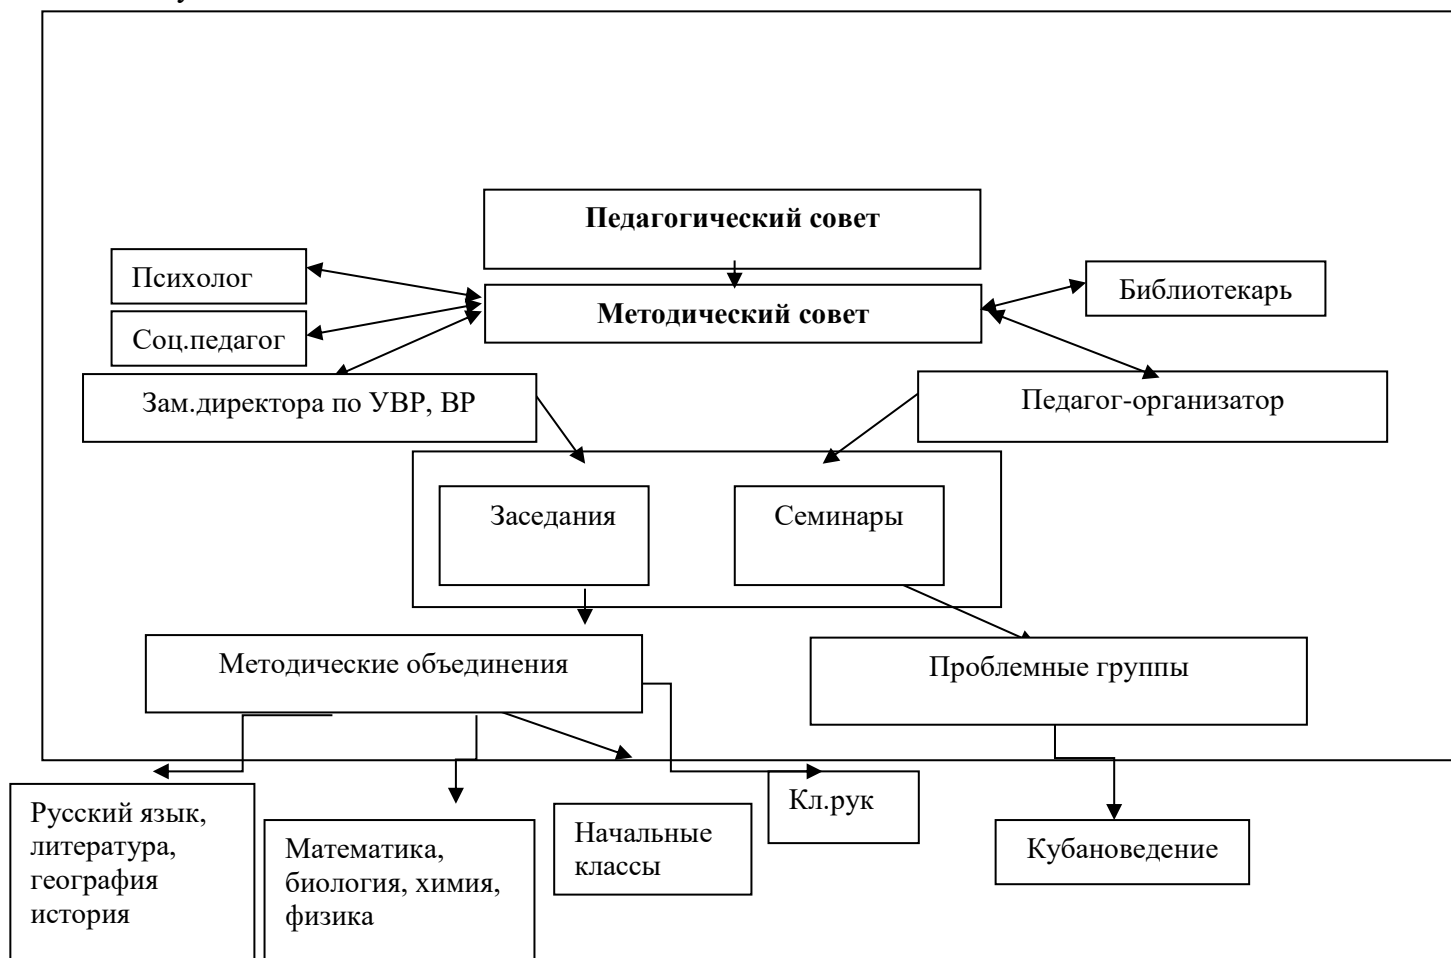 Педагогический совет
Психолог
Библиотекарь
Методический совет
Соц.педагог
Зам.директора по УВР, ВР
Педагог-организатор
Заседания
Семинары
Методические объединения
Проблемные группы
Русский язык,
литература,
география
история
Математика,
биология, химия,
физика
Начальные
классы
Кл.рук
Кубановедение